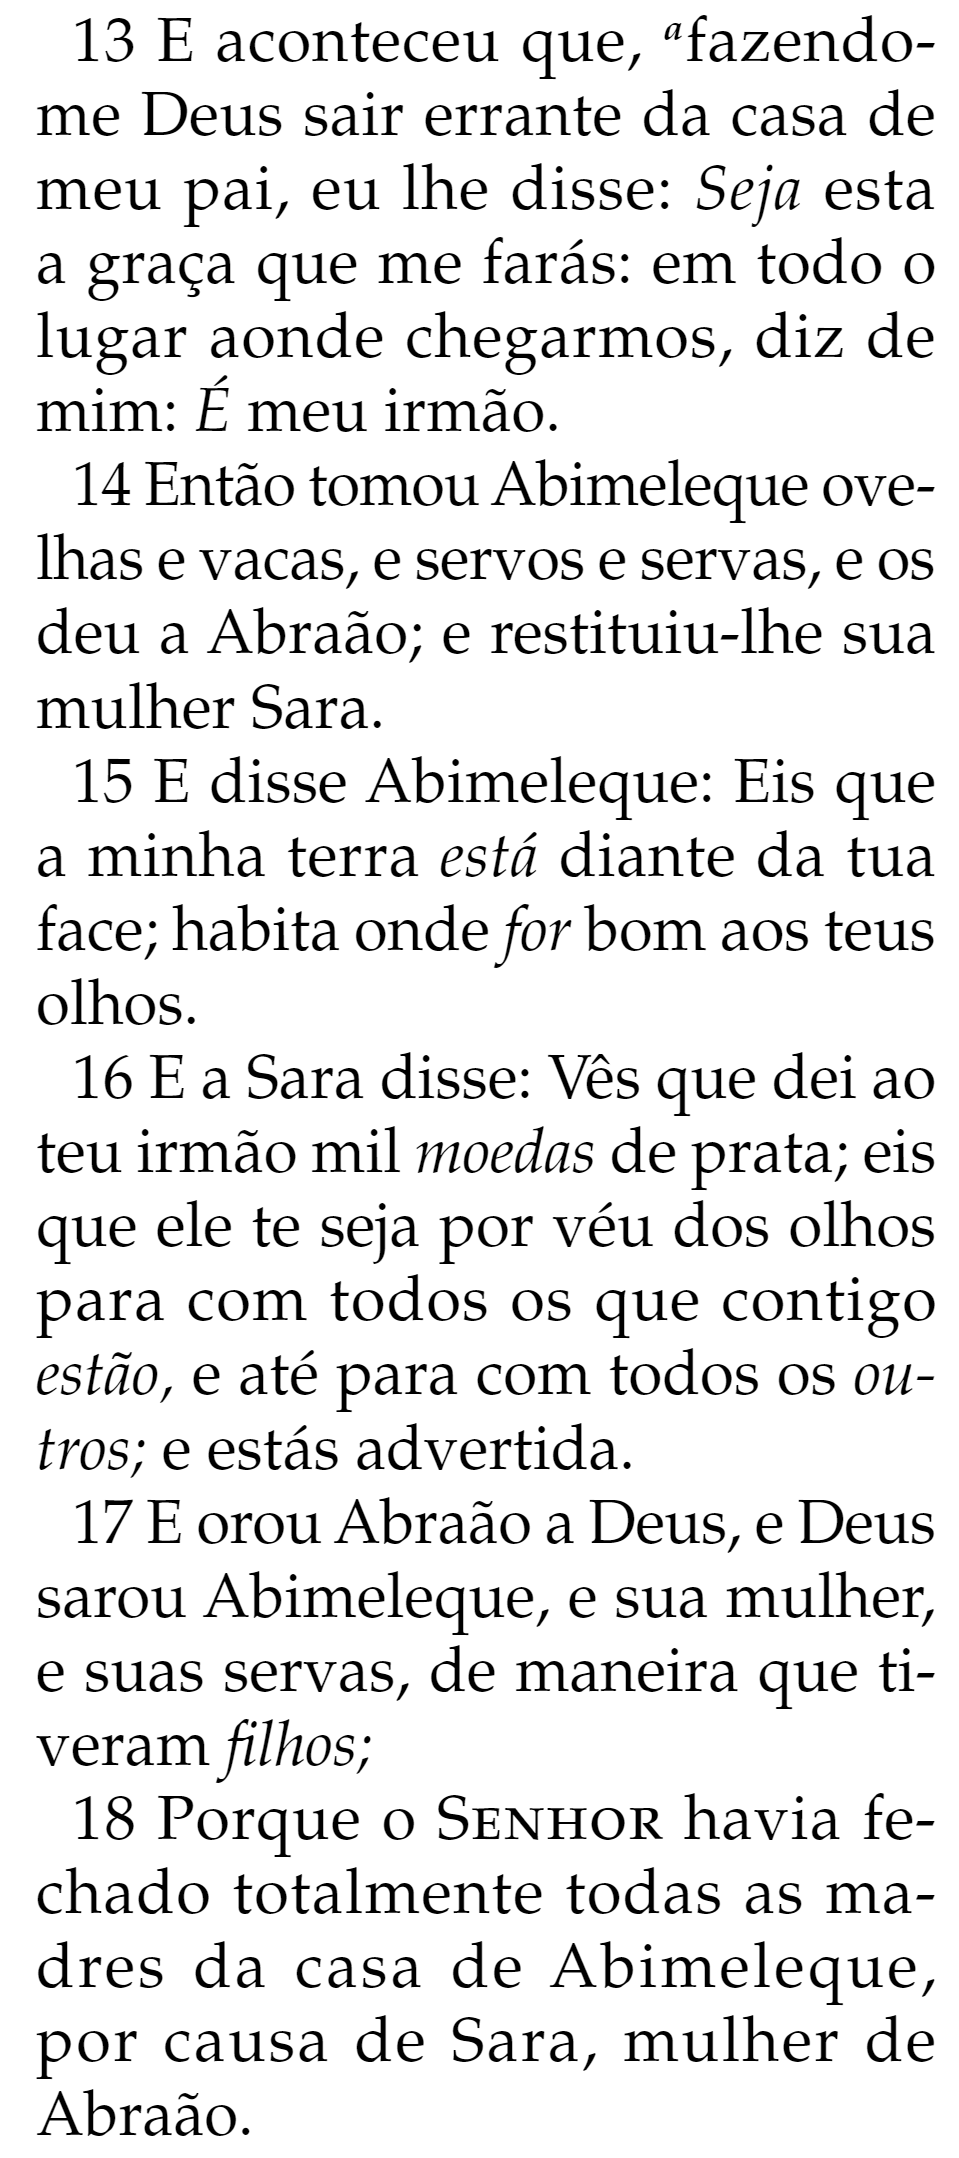 13 E aconteceu que, ᵃfazendo-
me Deus sair errante da casa de
meu pai, eu lhe disse: Seja esta
a graça que me farás: em todo o
lugar aonde chegarmos, diz de
mim: É meu irmão.
14 Então tomou Abimeleque ove-
lhas e vacas, e servos e servas, e os
deu a Abraão; e restituiu-lhe sua
mulher Sara.
15 E disse Abimeleque: Eis que
a minha terra está diante da tua
face; habita onde for bom aos teus
olhos.
16 E a Sara disse: Vês que dei ao
teu irmão mil moedas de prata; eis
que ele te seja por véu dos olhos
para com todos os que contigo
estão, e até para com todos os ou-
tros; e estás advertida.
17 E orou Abraão a Deus, e Deus
sarou Abimeleque, e sua mulher,
e suas servas, de maneira que ti-
veram filhos;
18 Porque o SENHOR havia fe-
chado totalmente todas as ma-
dres da casa de Abimeleque,
por causa de Sara, mulher de
Abraão.